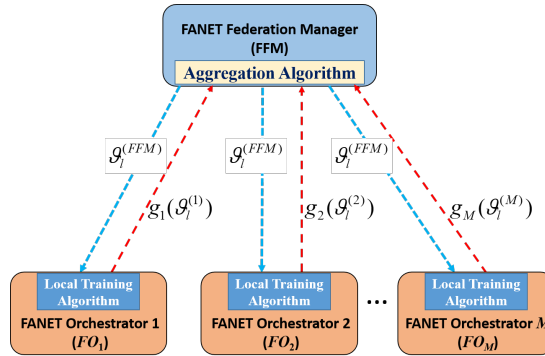 FANET Federation Manager
(FFM)
Aggregation Algorithm
𝜗_l^{(FFM)} 𝜗_l^{(FFM)} 𝜗_l^{(FFM)}
g_1(𝜗_l^{(1)}) g_2(𝜗_l^{(2)}) g_M(𝜗_l^{(M)})
Local Training
Algorithm
FANET Orchestrator 1
(FO_1)
Local Training
Algorithm
FANET Orchestrator 2
(FO_2)
...
Local Training
Algorithm
FANET Orchestrator M
(FO_M)